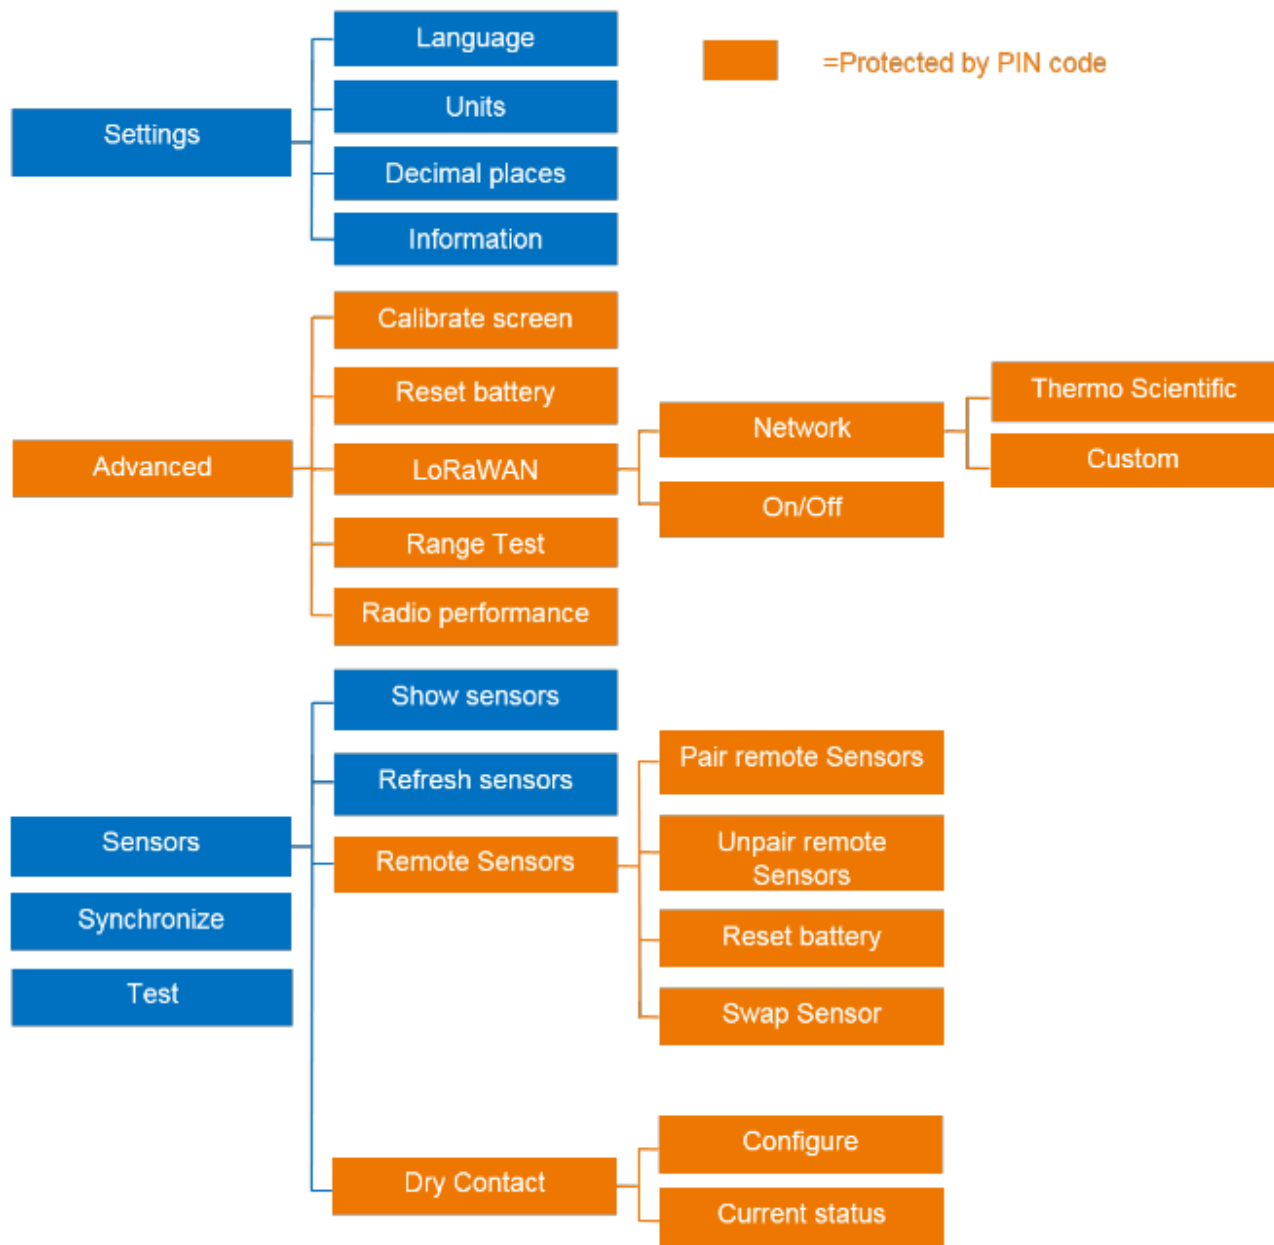 Language
=Protected by PIN code
Settings
Units
Decimal places
Information
Calibrate screen
Reset battery
Advanced
LoRaWAN
Network
Thermo Scientific
Custom
On/Off
Range Test
Radio performance
Show sensors
Refresh sensors
Sensors
Remote Sensors
Pair remote Sensors
Unpair remote
Sensors
Reset battery
Swap Sensor
Synchronize
Test
Dry Contact
Configure
Current status